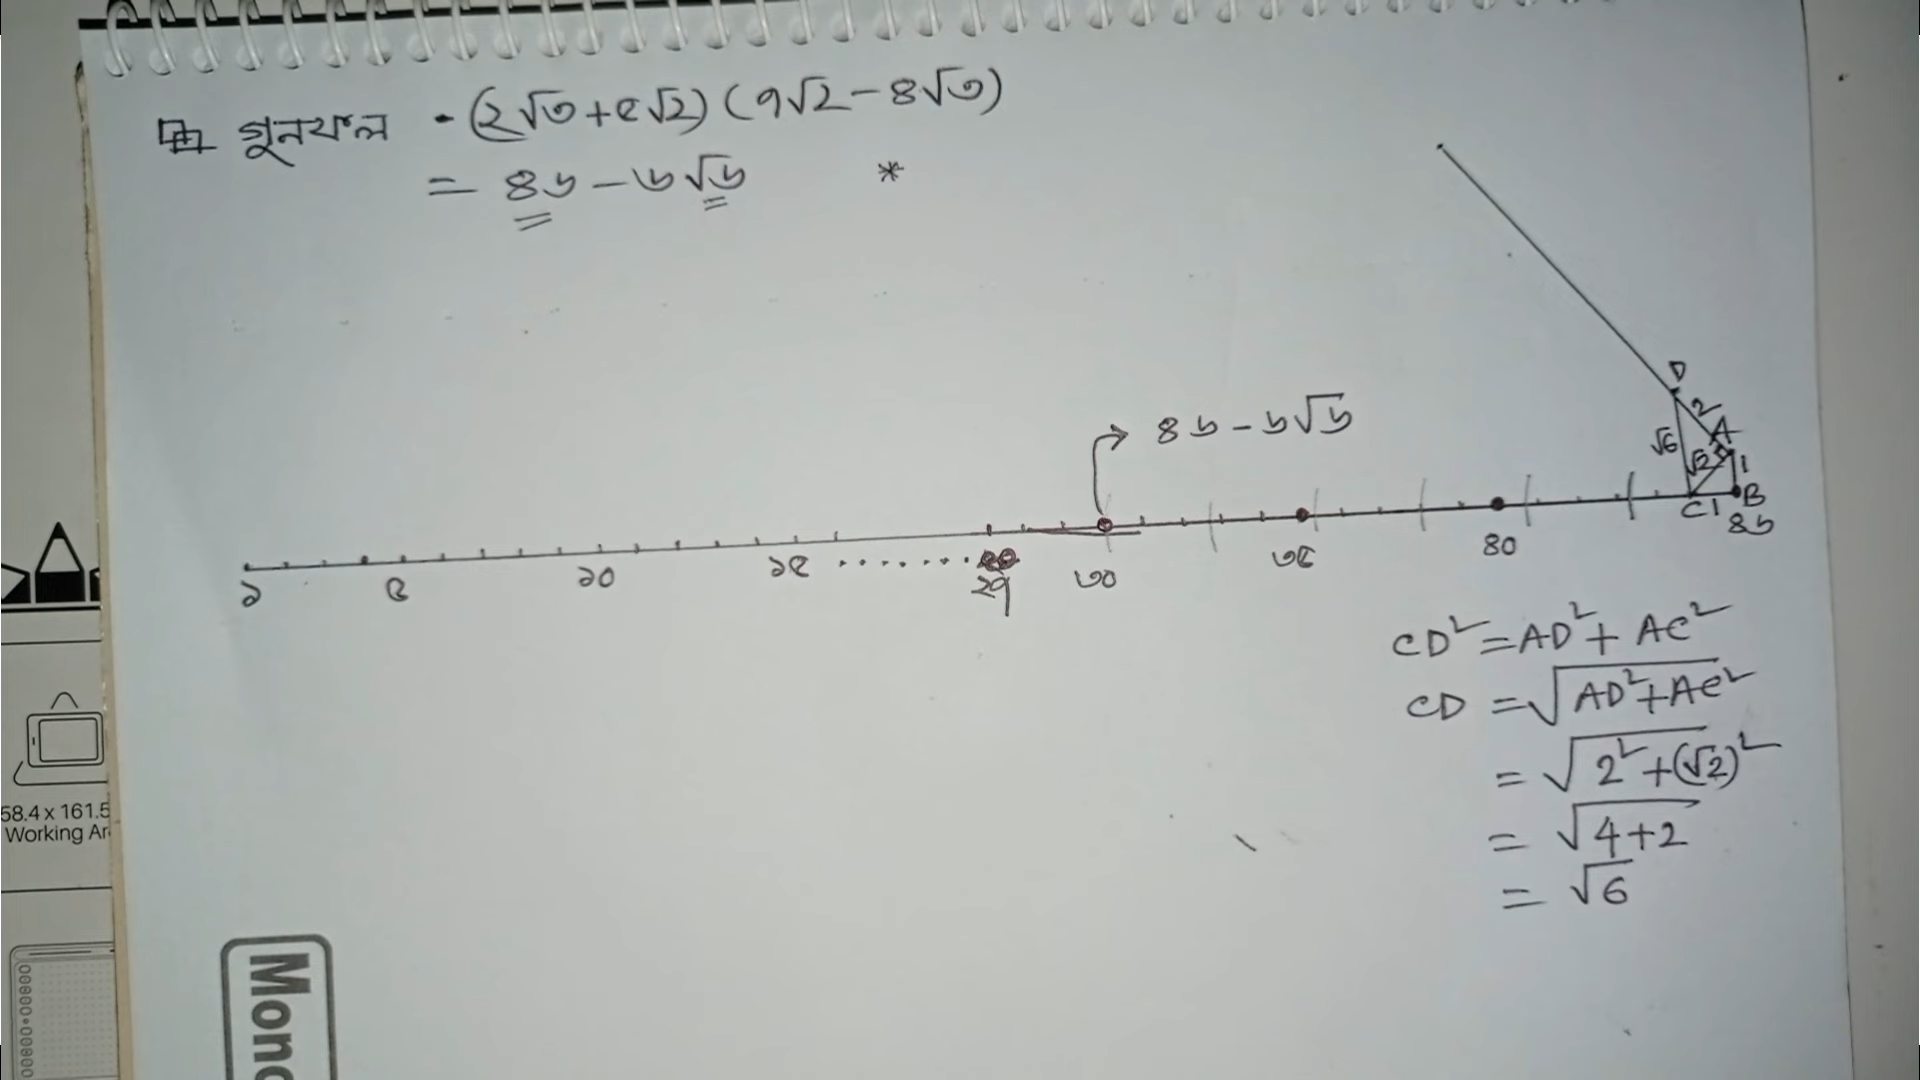 গুনফল - (২√৩+৫√২) (৭√২-৪√৩)
= ৪৬ - ৬√৬ *
D
২
A
√6
√2
1
৪৬ - ৬√৬
C 1 B
৪৬
১ ৫ ১০ ১৫ ....... ২৭ ৩০ ৩৫ ৪০
CD² = AD² + AC²
CD = √AD²+AC²
= √2²+(√2)²
= √4+2
= √6
58.4 x 161.5
Working Ar
Mono